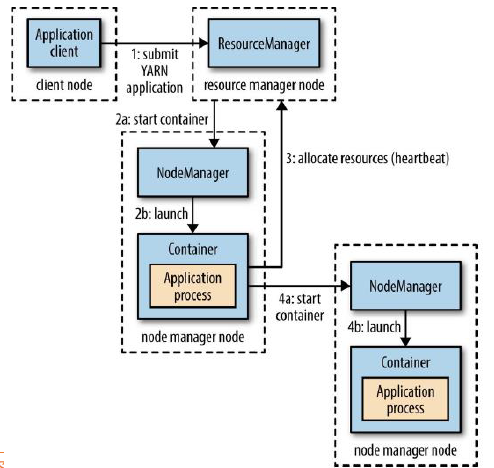 Application
client
client node
1: submit
YARN
application
ResourceManager
resource manager node
2a: start container
NodeManager
2b: launch
Container
Application
process
node manager node
3: allocate resources (heartbeat)
4a: start
container
NodeManager
4b: launch
Container
Application
process
node manager node